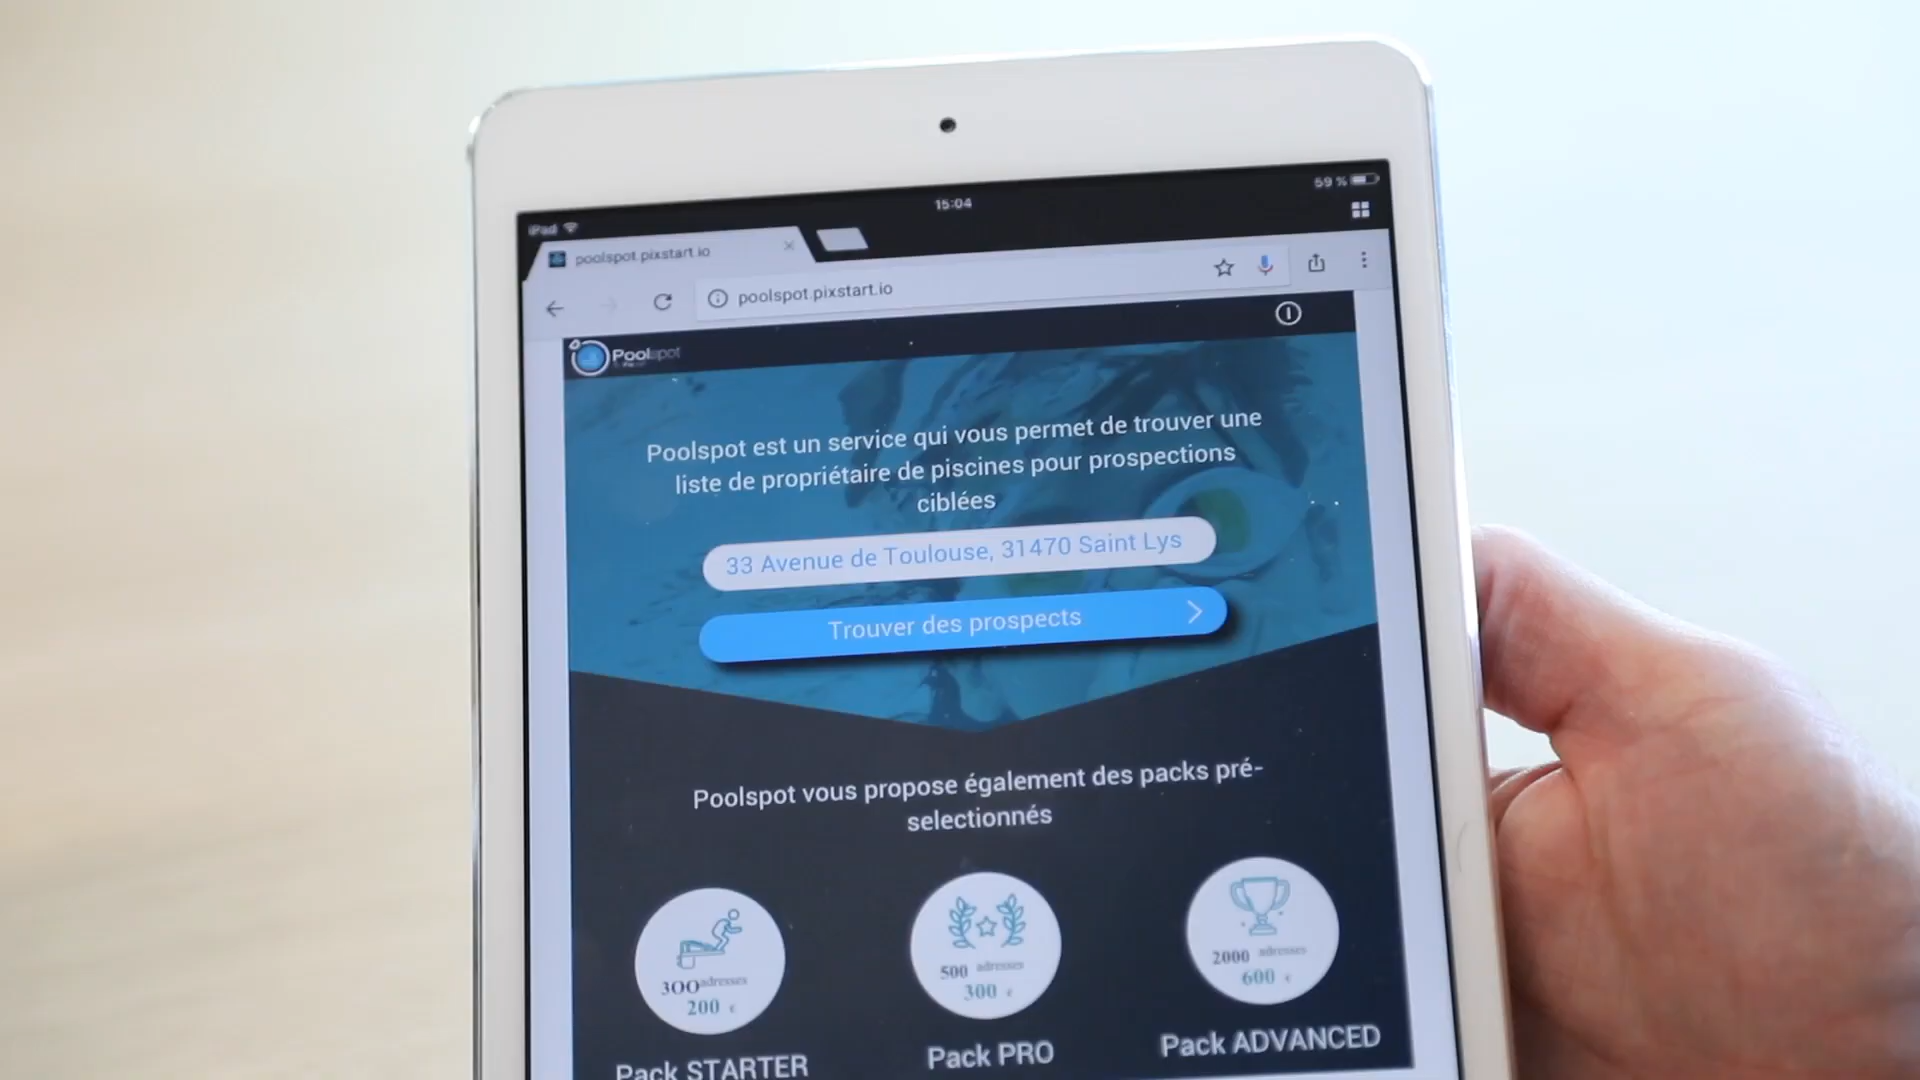 iPad
15:04
59 %
poolspot.pixstart.io
poolspot.pixstart.io
Poolspot
Poolspot est un service qui vous permet de trouver une
liste de propriétaire de piscines pour prospections
ciblées
33 Avenue de Toulouse, 31470 Saint Lys
Trouver des prospects
Poolspot vous propose également des packs pré-
selectionnés
300 adresses
200 €
500 adresses
300 €
2000 adresses
600 €
Pack STARTER
Pack PRO
Pack ADVANCED